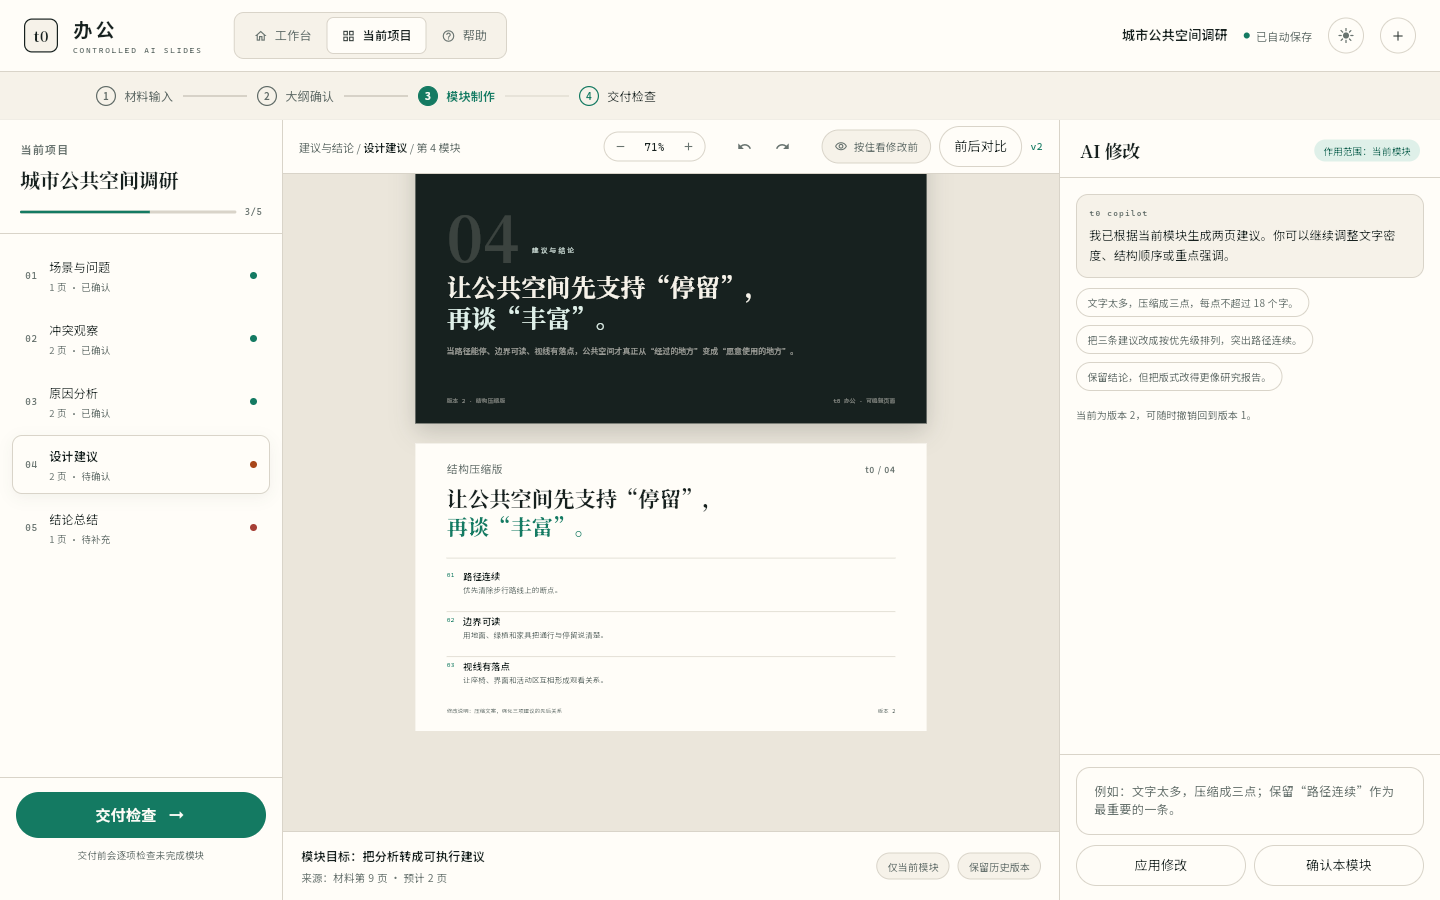 t0 办公
CONTROLLED AI SLIDES
工作台
当前项目
帮助
城市公共空间调研
已自动保存
1 材料输入
2 大纲确认
3 模块制作
4 交付检查
当前项目
城市公共空间调研
3/5
01 场景与问题
1 页 · 已确认
02 冲突观察
2 页 · 已确认
03 原因分析
2 页 · 已确认
04 设计建议
2 页 · 待确认
05 结论总结
1 页 · 待补充
交付检查 →
交付前会逐项检查未完成模块
建议与结论 / 设计建议 / 第 4 模块
− 71% +
按住看修改前
前后对比
v2
04 建议与结论
让公共空间先支持“停留”，
再谈“丰富”。
当路径能停、边界可读、视线有落点，公共空间才真正从“经过的地方”变成“愿意使用的地方”。
版本 2 · 结构压缩版
t0 办公 · 可编辑页面
结构压缩版
t0 / 04
让公共空间先支持“停留”，
再谈“丰富”。
01 路径连续
优先清除步行路线上的断点。
02 边界可读
用地面、绿植和家具把通行与停留说清楚。
03 视线有落点
让座椅、界面和活动区互相形成观看关系。
修改说明：压缩文案，强化三项建议的先后关系
版本 2
模块目标：把分析转成可执行建议
来源：材料第 9 页 · 预计 2 页
仅当前模块
保留历史版本
AI 修改
作用范围：当前模块
t0 copilot
我已根据当前模块生成两页建议。你可以继续调整文字密
度、结构顺序或重点强调。
文字太多，压缩成三点，每点不超过 18 个字。
把三条建议改成按优先级排列，突出路径连续。
保留结论，但把版式改得更像研究报告。
当前为版本 2，可随时撤销回到版本 1。
例如：文字太多，压缩成三点；保留“路径连续”作为
最重要的一条。
应用修改
确认本模块